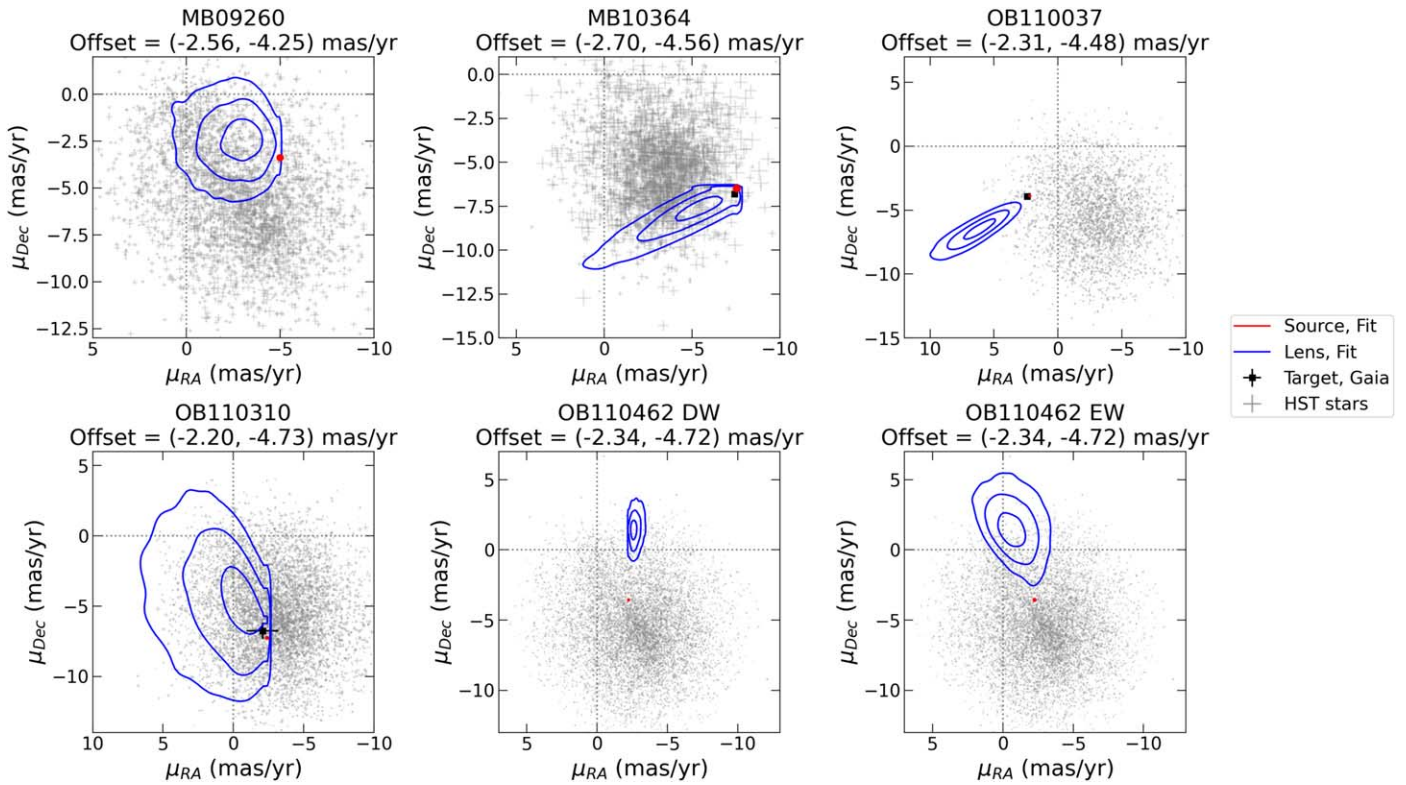 MB09260
Offset = (-2.56, -4.25) mas/yr
0.0
−2.5
−5.0
−7.5
−10.0
−12.5
μDec (mas/yr)
5
0
−5
−10
μRA (mas/yr)
MB10364
Offset = (-2.70, -4.56) mas/yr
0.0
−2.5
−5.0
−7.5
−10.0
−12.5
−15.0
μDec (mas/yr)
5
0
−5
−10
μRA (mas/yr)
OB110037
Offset = (-2.31, -4.48) mas/yr
5
0
−5
−10
−15
μDec (mas/yr)
10
5
0
−5
−10
μRA (mas/yr)
Source, Fit
Lens, Fit
Target, Gaia
HST stars
OB110310
Offset = (-2.20, -4.73) mas/yr
5
0
−5
−10
μDec (mas/yr)
10
5
0
−5
−10
μRA (mas/yr)
OB110462 DW
Offset = (-2.34, -4.72) mas/yr
5
0
−5
−10
μDec (mas/yr)
5
0
−5
−10
μRA (mas/yr)
OB110462 EW
Offset = (-2.34, -4.72) mas/yr
5
0
−5
−10
μDec (mas/yr)
5
0
−5
−10
μRA (mas/yr)